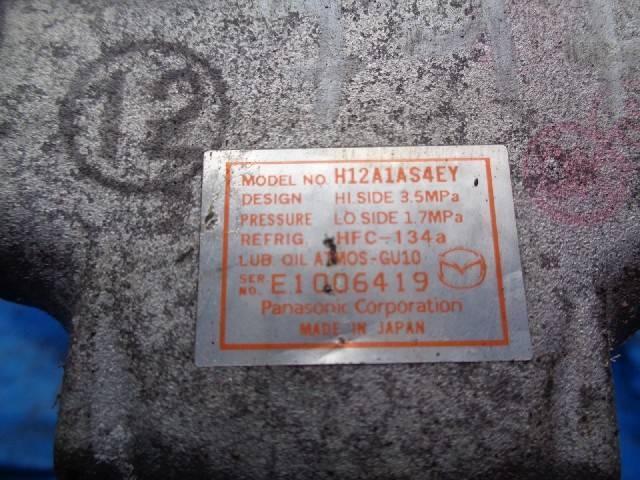 12
MODEL NO. H12A1AS4EY
DESIGN HI.SIDE 3.5MPa
PRESSURE LO SIDE 1.7MPa
REFRIG. HFC-134a
LUB OIL ATMOS-GU10
SER NO. E1006419
Panasonic Corporation
MADE IN JAPAN